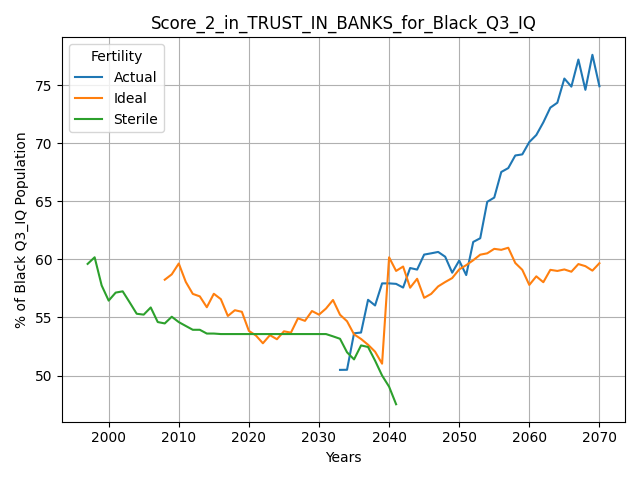 Score_2_in_TRUST_IN_BANKS_for_Black_Q3_IQ
Fertility
Actual
Ideal
Sterile
% of Black Q3_IQ Population
75
70
65
60
55
50
2000 2010 2020 2030 2040 2050 2060 2070
Years